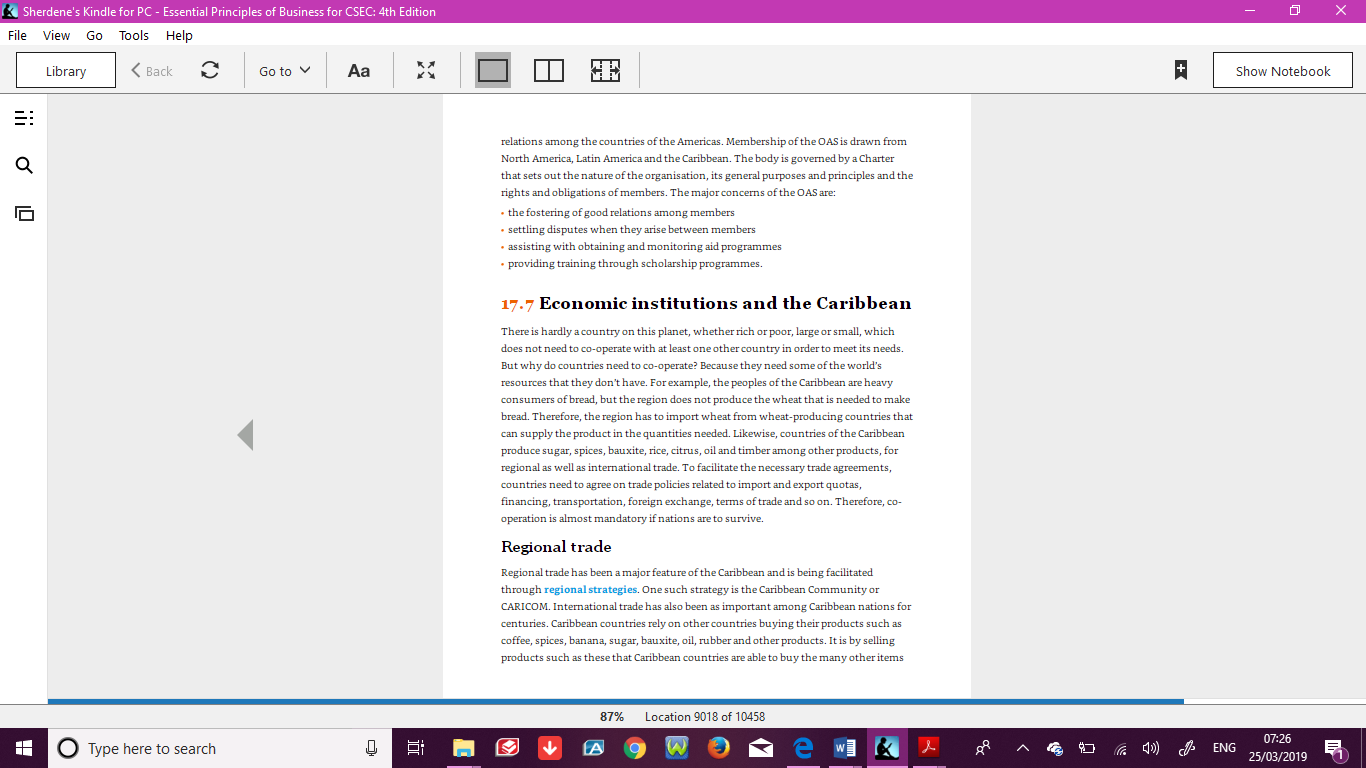 Sherdene's Kindle for PC - Essential Principles of Business for CSEC: 4th Edition
File View Go Tools Help
Library
Back
Go to
Aa
Show Notebook
relations among the countries of the Americas. Membership of the OAS is drawn from
North America, Latin America and the Caribbean. The body is governed by a Charter
that sets out the nature of the organisation, its general purposes and principles and the
rights and obligations of members. The major concerns of the OAS are:
• the fostering of good relations among members
• settling disputes when they arise between members
• assisting with obtaining and monitoring aid programmes
• providing training through scholarship programmes.
17.7 Economic institutions and the Caribbean
There is hardly a country on this planet, whether rich or poor, large or small, which
does not need to co-operate with at least one other country in order to meet its needs.
But why do countries need to co-operate? Because they need some of the world's
resources that they don't have. For example, the peoples of the Caribbean are heavy
consumers of bread, but the region does not produce the wheat that is needed to make
bread. Therefore, the region has to import wheat from wheat-producing countries that
can supply the product in the quantities needed. Likewise, countries of the Caribbean
produce sugar, spices, bauxite, rice, citrus, oil and timber among other products, for
regional as well as international trade. To facilitate the necessary trade agreements,
countries need to agree on trade policies related to import and export quotas,
financing, transportation, foreign exchange, terms of trade and so on. Therefore, co-
operation is almost mandatory if nations are to survive.
Regional trade
Regional trade has been a major feature of the Caribbean and is being facilitated
through regional strategies. One such strategy is the Caribbean Community or
CARICOM. International trade has also been as important among Caribbean nations for
centuries. Caribbean countries rely on other countries buying their products such as
coffee, spices, banana, sugar, bauxite, oil, rubber and other products. It is by selling
products such as these that Caribbean countries are able to buy the many other items
87% Location 9018 of 10458
Type here to search
ENG
07:26
25/03/2019
1